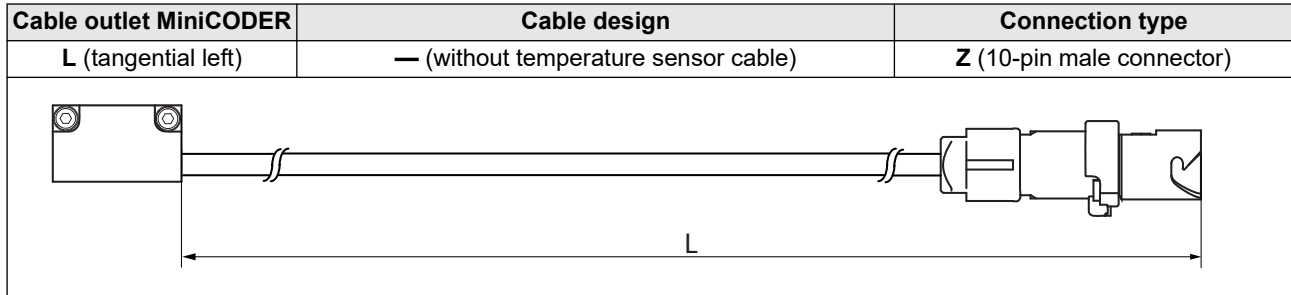 Cable outlet MiniCODER Cable design Connection type
L (tangential left) — (without temperature sensor cable) Z (10-pin male connector)
L